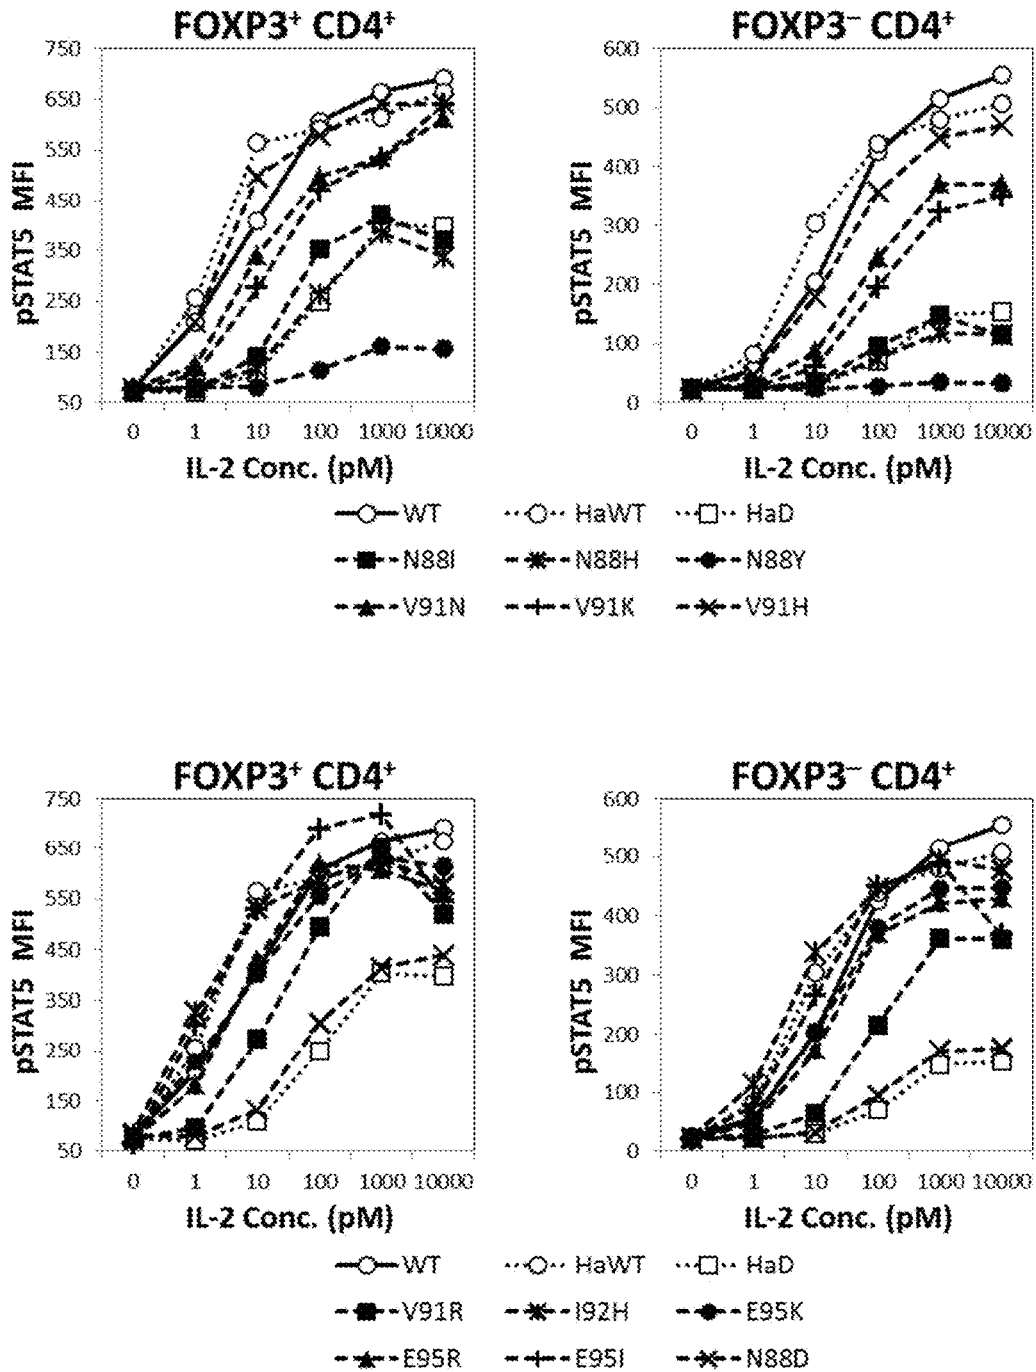 FOXP3⁺ CD4⁺
FOXP3⁻ CD4⁺
pSTAT5 MFI
750
650
550
450
350
250
150
50
0 1 10 100 1000 10000
IL-2 Conc. (pM)
pSTAT5 MFI
600
500
400
300
200
100
0
0 1 10 100 1000 10000
IL-2 Conc. (pM)
WT HaWT HaD
N88I N88H N88Y
V91N V91K V91H
FOXP3⁺ CD4⁺
FOXP3⁻ CD4⁺
pSTAT5 MFI
750
650
550
450
350
250
150
50
0 1 10 100 1000 10000
IL-2 Conc. (pM)
pSTAT5 MFI
600
500
400
300
200
100
0
0 1 10 100 1000 10000
IL-2 Conc. (pM)
WT HaWT HaD
V91R I92H E95K
E95R E95I N88D